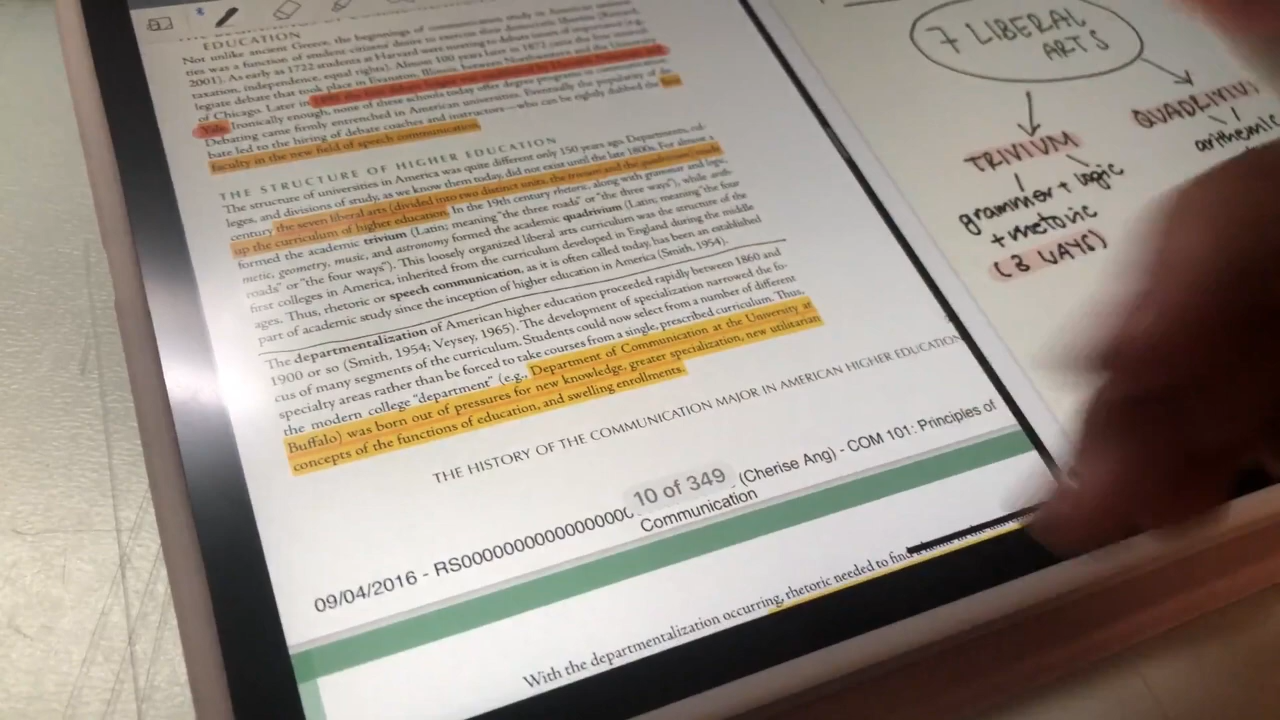 EDUCATION
Not unlike ancient Greece, the beginnings of communication study in American
2001). As early as 1722 students at Harvard were meeting to debate issues of
taxation, independence, equal rights). Almost 100 years later in 1872
legiate debate that took place in Evanston, Illinois between Northwestern and the University
of Chicago. Later in
Yale. Ironically enough, none of these schools today offer degree programs in communication.
Debating came firmly entrenched in American universities. Eventually the popularity of de-
bate led to the hiring of debate coaches and instructors—who can be rightly dubbed the first
faculty in the new field of speech communication.
THE STRUCTURE OF HIGHER EDUCATION
The structure of universities in America was quite different only 150 years ago. Departments, col-
leges, and divisions of study, as we know them today, did not exist until the late 1800s. For almost a
century the seven liberal arts (divided into two distinct units, the trivium and the quadrivium) made
up the curriculum of higher education. In the 19th century rhetoric, along with grammar and logic,
formed the academic trivium (Latin; meaning "the three roads" or "the three ways"), while arith-
metic, geometry, music, and astronomy formed the academic quadrivium (Latin; meaning "the four
roads" or "the four ways"). This loosely organized liberal arts curriculum was the structure of the
first colleges in America, inherited from the curriculum developed in England during the middle
ages. Thus, rhetoric or speech communication, as it is often called today, has been an established
part of academic study since the inception of higher education in America (Smith, 1954).
The departmentalization of American higher education proceeded rapidly between 1860 and
1900 or so (Smith, 1954; Veysey, 1965). The development of specialization narrowed the fo-
cus of many segments of the curriculum. Students could now select from a number of different
specialty areas rather than be forced to take courses from a single, prescribed curriculum. Thus,
the modern college "department" (e.g., Department of Communication at the University at
Buffalo) was born out of pressures for new knowledge, greater specialization, new utilitarian
concepts of the functions of education, and swelling enrollments.
THE HISTORY OF THE COMMUNICATION MAJOR IN AMERICAN HIGHER EDUCATION
10 of 349
09/04/2016 - (Cherise Ang) - COM 101: Principles of
Communication
With the departmentalization occurring, rhetoric needed to find a home in the
7 LIBERAL
ARTS
TRIVIUM
grammer + logic
+ rhetoric
(3 WAYS)
QUADRIVIU
arithemic